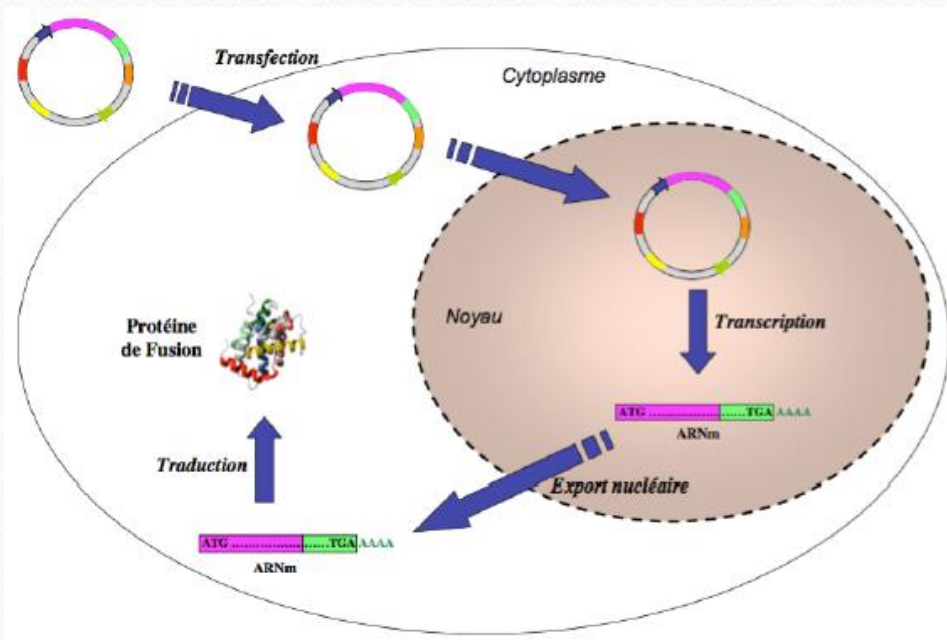 Transfection
Cytoplasme
Noyau
Transcription
Protéine
de Fusion
ATG .......................TGA AAAA
ARNm
Traduction
Export nucléaire
ATG .......................TGA AAAA
ARNm